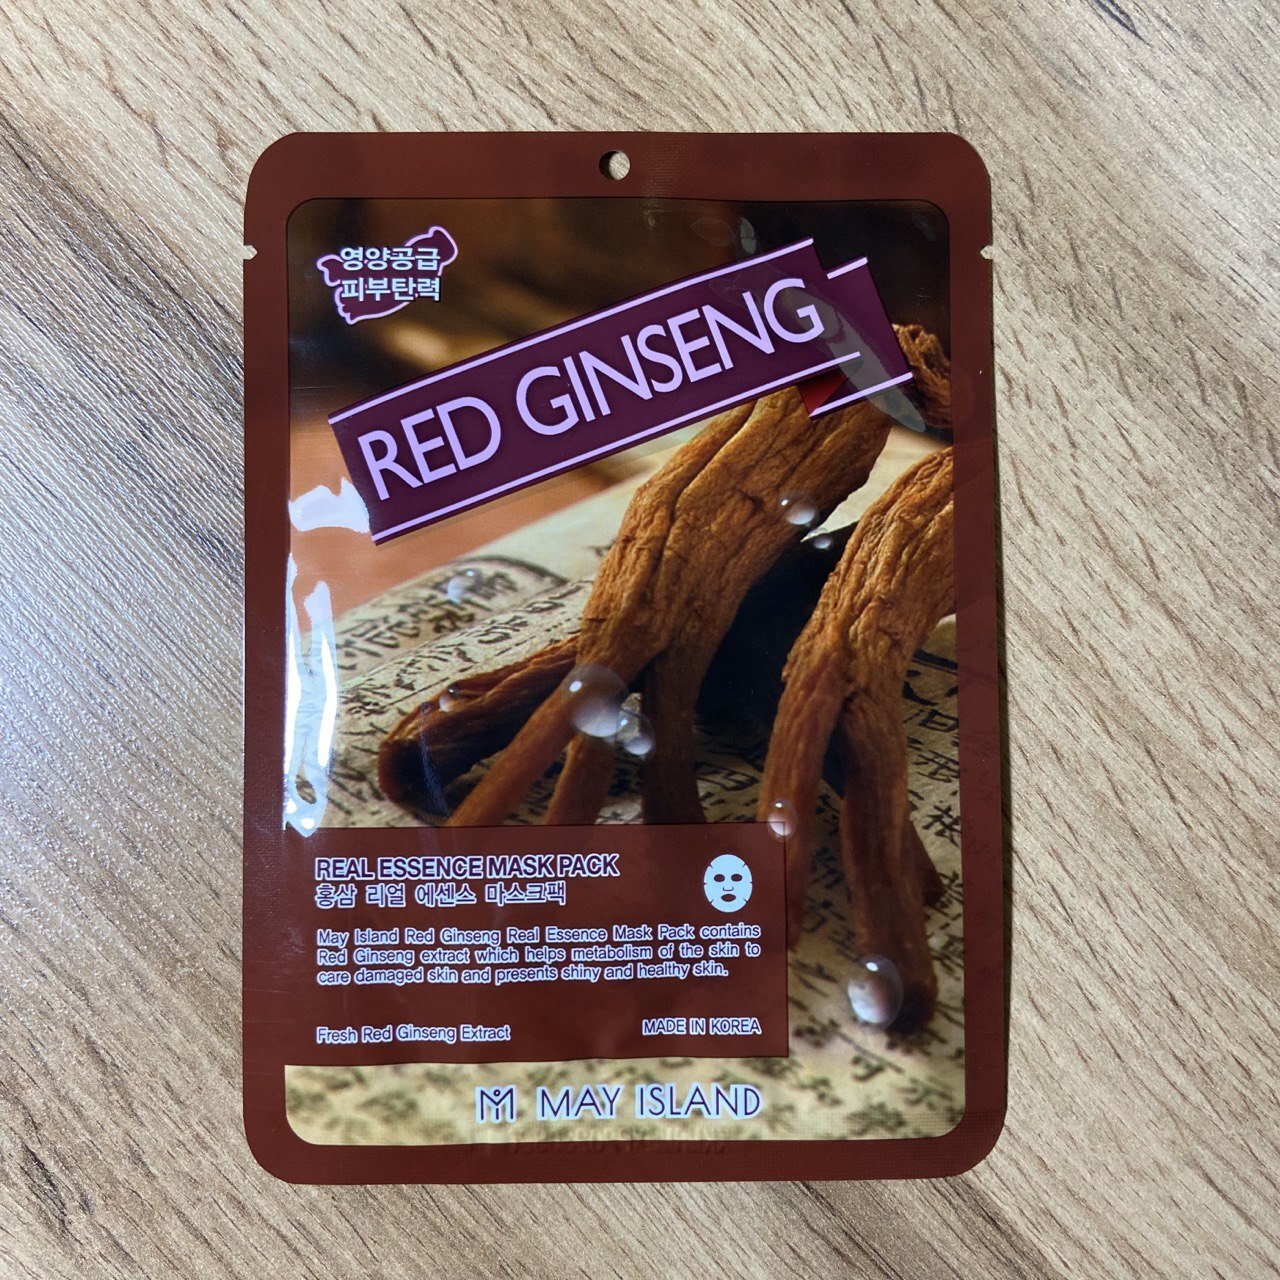 영양공급
피부탄력
RED GINSENG
REAL ESSENCE MASK PACK
홍삼 리얼 에센스 마스크팩
May Island Red Ginseng Real Essence Mask Pack contains
Red Ginseng extract which helps metabolism of the skin to
care damaged skin and presents shiny and healthy skin.
Fresh Red Ginseng Extract
MADE IN KOREA
MAY ISLAND